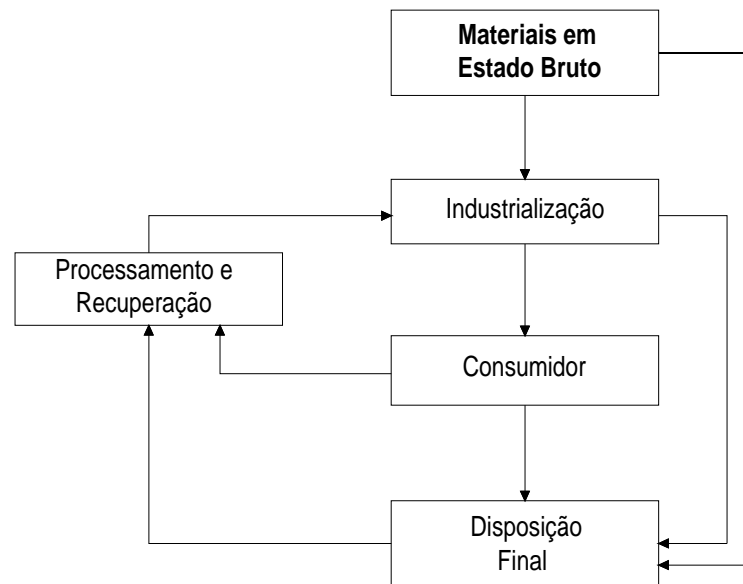 Materiais em
Estado Bruto
Industrialização
Processamento e
Recuperação
Consumidor
Disposição
Final